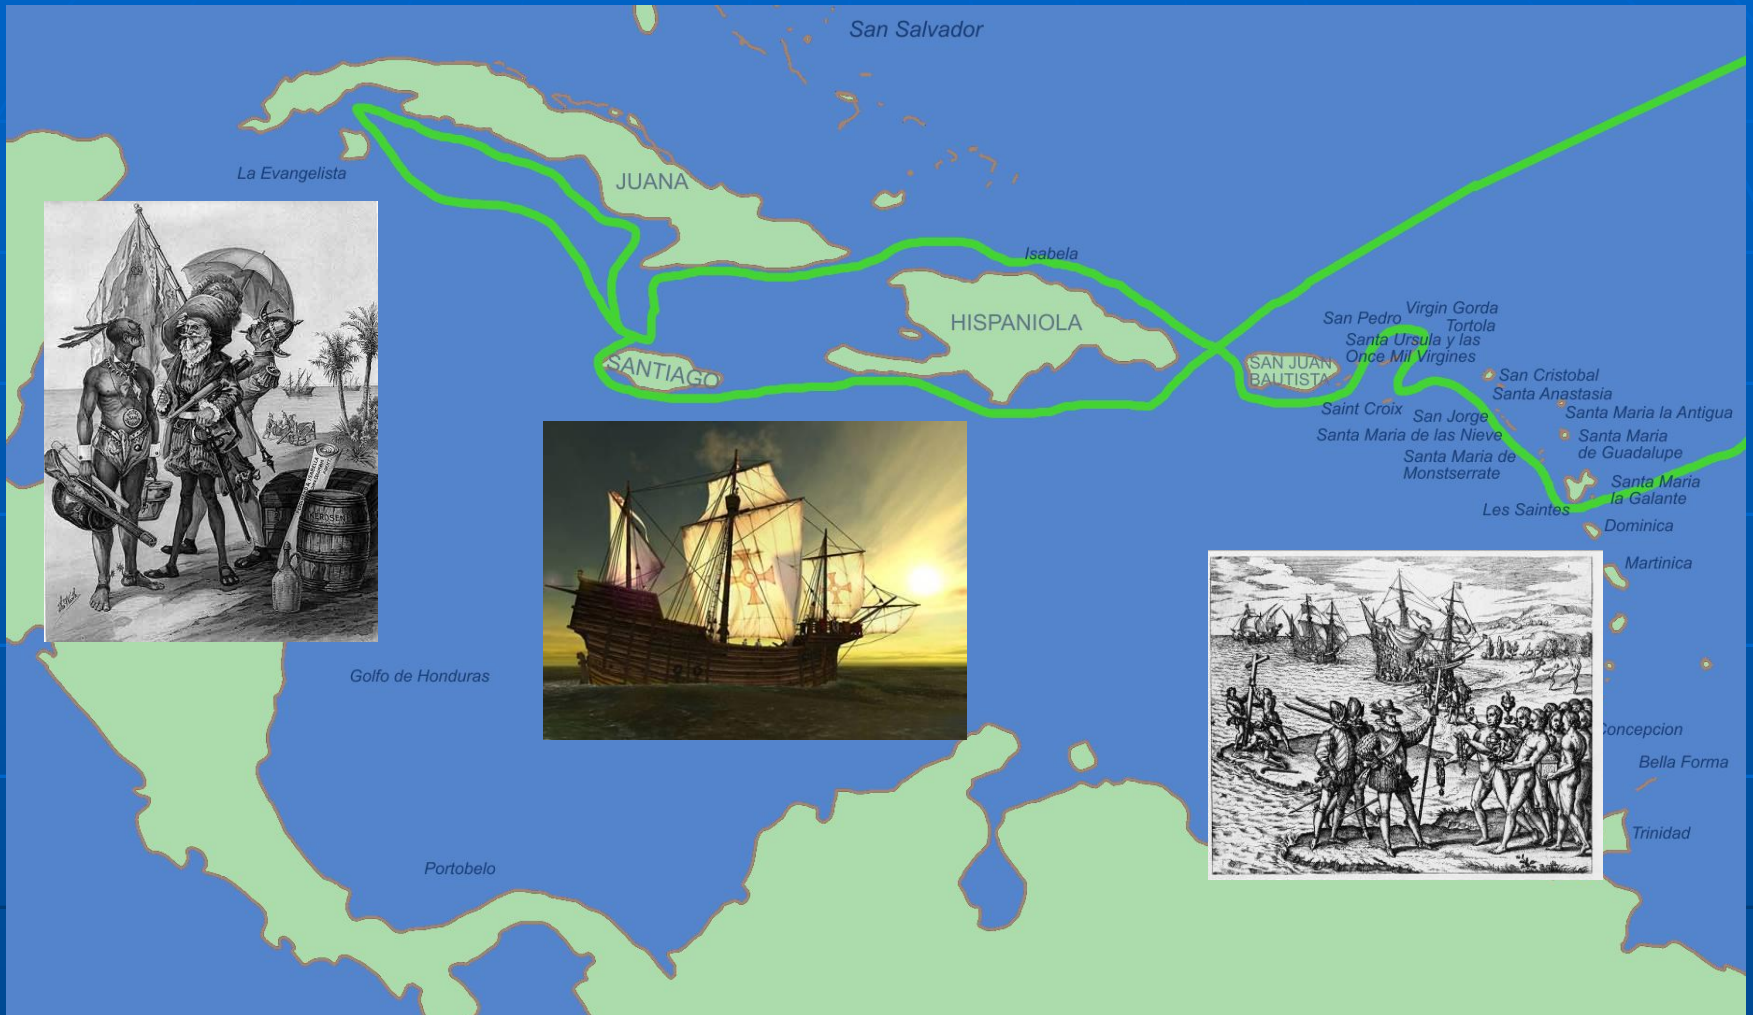 San Salvador
La Evangelista
JUANA
Isabela
HISPANIOLA
SANTIAGO
SAN JUAN
BAUTISTA
San Pedro
Virgin Gorda
Tortola
Santa Ursula y las
Once Mil Virgines
San Cristobal
Santa Anastasia
Saint Croix
San Jorge
Santa Maria la Antigua
Santa Maria de las Nieve
Santa Maria
de Guadalupe
Santa Maria de
Monstserrate
Santa Maria
la Galante
Les Saintes
Dominica
Martinica
Golfo de Honduras
Concepcion
Bella Forma
Trinidad
Portobelo